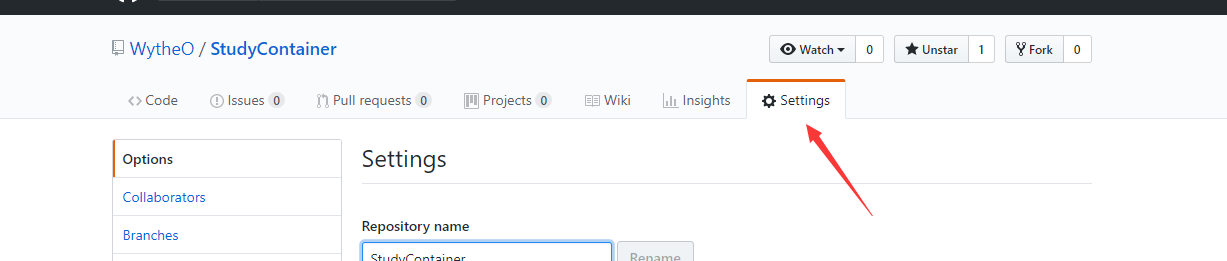 WytheO / StudyContainer
Watch 0 Unstar 1 Fork 0
Code Issues 0 Pull requests 0 Projects 0 Wiki Insights Settings
Options
Collaborators
Branches
Settings
Repository name
StudyContainer Rename